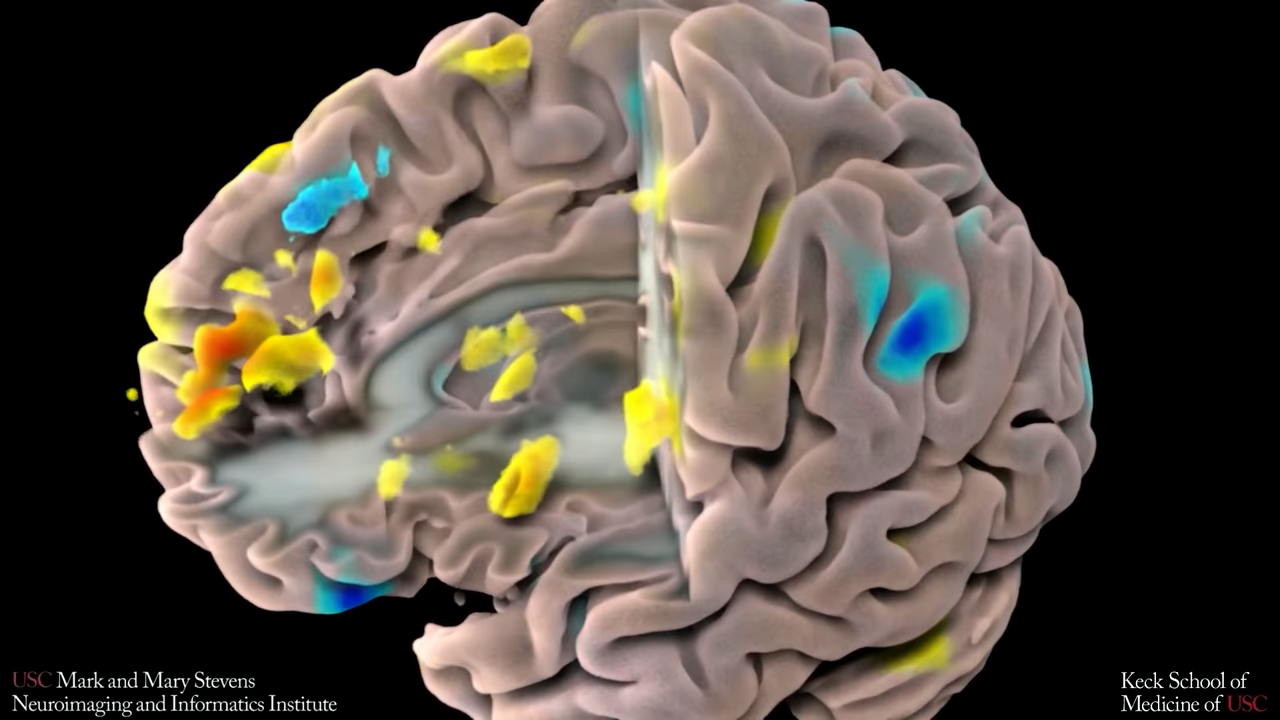 USC Mark and Mary Stevens
Neuroimaging and Informatics Institute
Keck School of
Medicine of USC